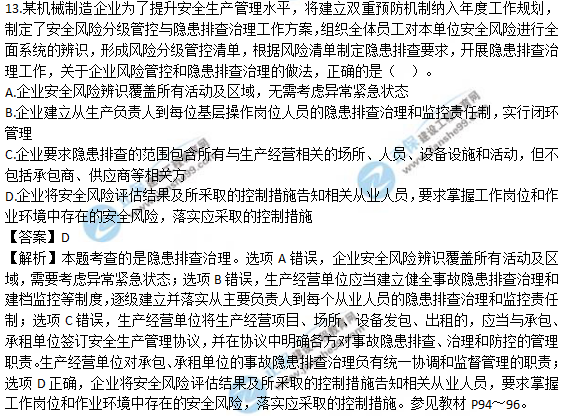 13.某机械制造企业为了提升安全生产管理水平，将建立双重预防机制纳入年度工作规划，
制定了安全风险分级管控与隐患排查治理工作方案，组织全体员工对本单位安全风险进行全
面系统的辨识，形成风险分级管控清单，根据风险清单制定隐患排查要求，开展隐患排查治
理工作，关于企业风险管控和隐患排查治理的做法，正确的是（　）。
A.企业安全风险辨识覆盖所有活动及区域，无需考虑异常紧急状态
B.企业建立从生产负责人到每位基层操作岗位人员的隐患排查治理和监控责任制，实行闭环
管理
C.企业要求隐患排查的范围包含所有与生产经营相关的场所、人员、设备设施和活动，但不
包括承包商、供应商等相关方
D.企业将安全风险评估结果及所采取的控制措施告知相关从业人员，要求掌握工作岗位和作
业环境中存在的安全风险，落实应采取的控制措施
【答案】D
【解析】本题考查的是隐患排查治理。选项 A 错误，企业安全风险辨识覆盖所有活动及区
域，需要考虑异常紧急状态；选项 B 错误，生产经营单位应当建立健全事故隐患排查治理和
建档监控等制度，逐级建立并落实从主要负责人到每个从业人员的隐患排查治理和监控责任
制；选项 C 错误，生产经营单位将生产经营项目、场所、设备发包、出租的，应当与承包、
承租单位签订安全生产管理协议，并在协议中明确各方对事故隐患排查、治理和防控的管理
职责。生产经营单位对承包、承租单位的事故隐患排查治理负有统一协调和监督管理的职责；
选项 D 正确，企业将安全风险评估结果及所采取的控制措施告知相关从业人员，要求掌握
工作岗位和作业环境中存在的安全风险，落实应采取的控制措施。参见教材 P94～96。